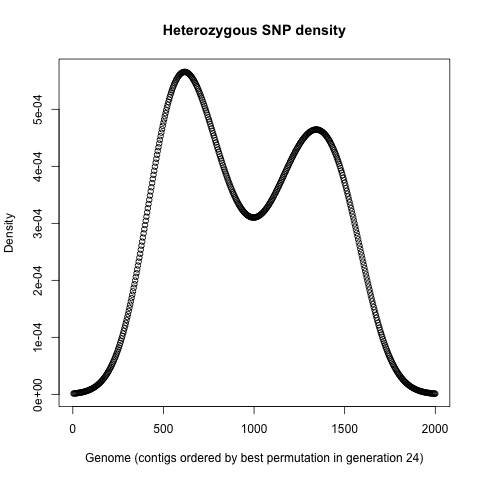 Heterozygous SNP density
Density
5e-04
4e-04
3e-04
2e-04
1e-04
0e+00
0 500 1000 1500 2000
Genome (contigs ordered by best permutation in generation 24)